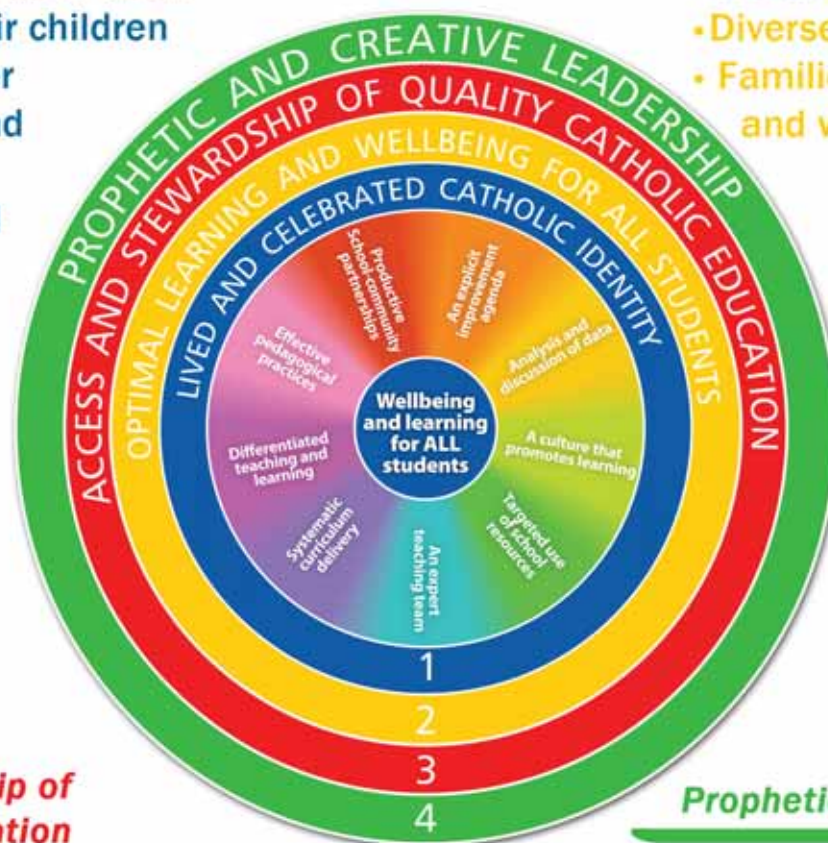 ir children
r
nd
• Diverse
• Familie
and v
PROPHETIC AND CREATIVE LEADERSHIP
ACCESS AND STEWARDSHIP OF QUALITY CATHOLIC EDUCATION
OPTIMAL LEARNING AND WELLBEING FOR ALL STUDENTS
LIVED AND CELEBRATED CATHOLIC IDENTITY
Productive
School-community
partnerships
An explicit
improvement
agenda
Analysis and
discussion of data
A culture that
promotes learning
Targeted use
of school
resources
An expert
teaching team
Systematic
curriculum
delivery
Differentiated
teaching and
learning
Effective
pedagogical
practices
Wellbeing
and learning
for ALL
students
1
2
3
4
ip of
ation
Propheti